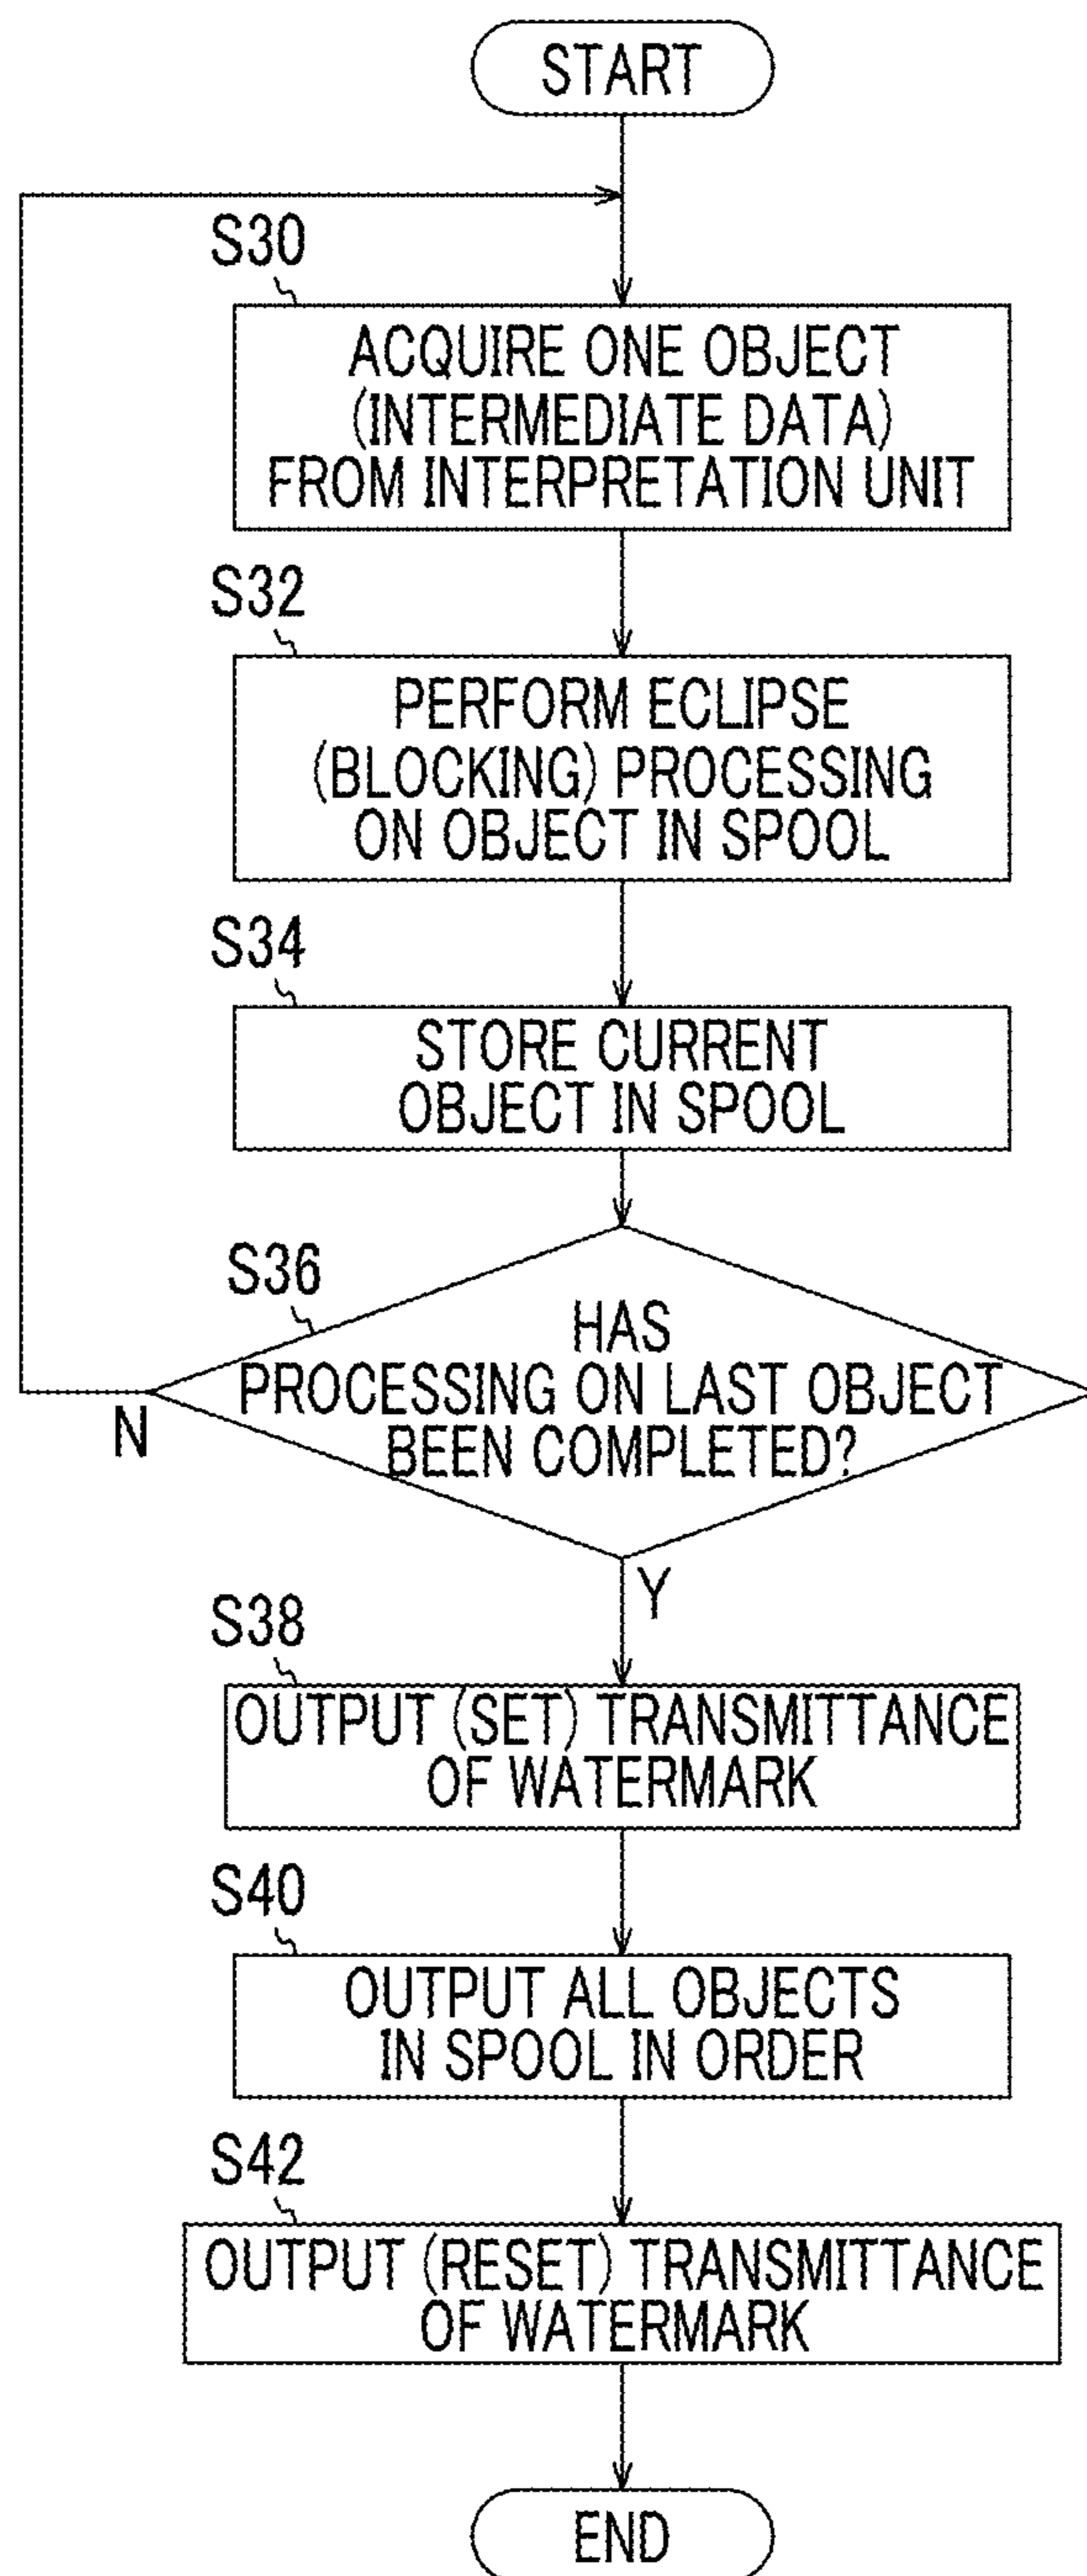 START
S30
ACQUIRE ONE OBJECT
(INTERMEDIATE DATA)
FROM INTERPRETATION UNIT
S32
PERFORM ECLIPSE
(BLOCKING) PROCESSING
ON OBJECT IN SPOOL
S34
STORE CURRENT
OBJECT IN SPOOL
S36
HAS
PROCESSING ON LAST OBJECT
BEEN COMPLETED?
N
Y
S38
OUTPUT (SET) TRANSMITTANCE
OF WATERMARK
S40
OUTPUT ALL OBJECTS
IN SPOOL IN ORDER
S42
OUTPUT (RESET) TRANSMITTANCE
OF WATERMARK
END